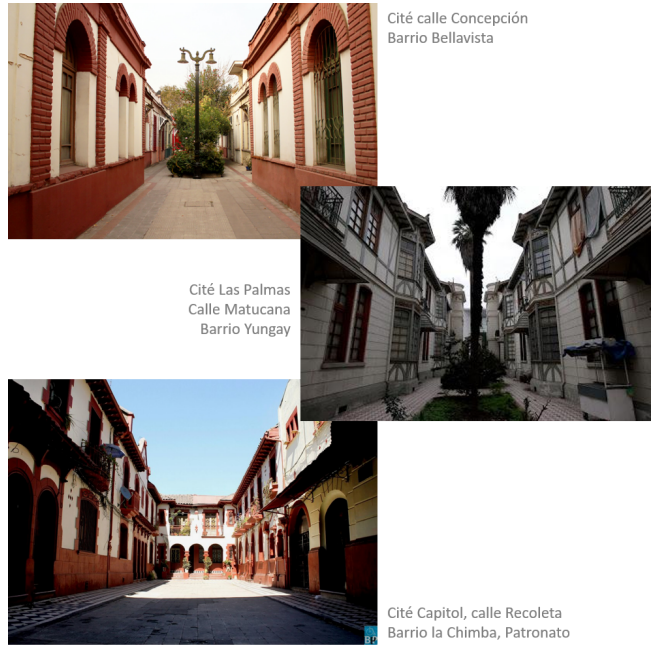 Cité calle Concepción
Barrio Bellavista
Cité Las Palmas
Calle Matucana
Barrio Yungay
Cité Capitol, calle Recoleta
Barrio la Chimba, Patronato